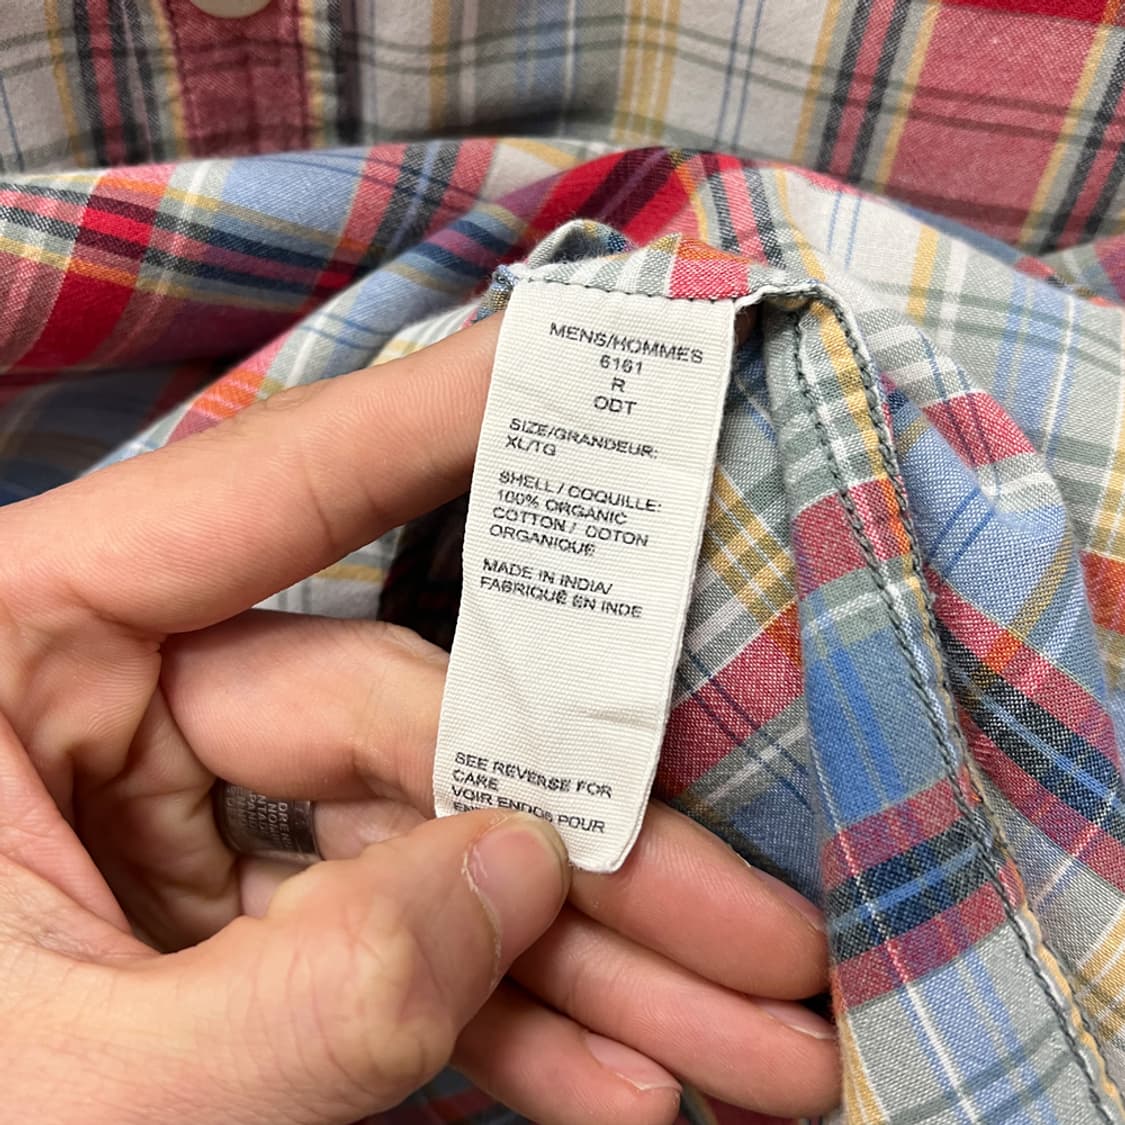 MENS/HOMMES
6161
R
ODT
SIZE/GRANDEUR:
XL/TG
SHELL / COQUILLE:
100% ORGANIC
COTTON / COTON
ORGANIQUE
MADE IN INDIA/
FABRIQUÉ EN INDE
SEE REVERSE FOR
CARE
VOIR ENDOS POUR